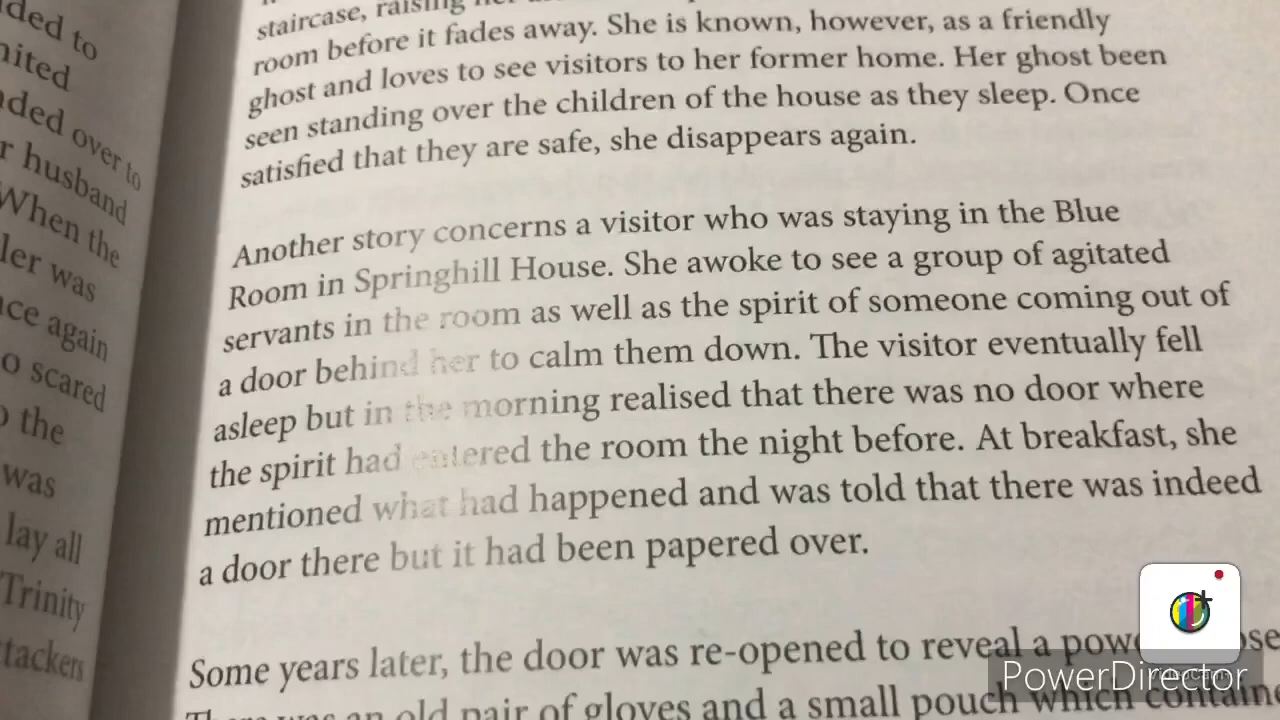 ded to
nited
ded over to
r husband
When the
ler was
ce again
o scared
the
was
lay all
Trinity
tackers
staircase, raising
room before it fades away. She is known, however, as a friendly
ghost and loves to see visitors to her former home. Her ghost been
seen standing over the children of the house as they sleep. Once
satisfied that they are safe, she disappears again.
Another story concerns a visitor who was staying in the Blue
Room in Springhill House. She awoke to see a group of agitated
servants in the room as well as the spirit of someone coming out of
a door behind her to calm them down. The visitor eventually fell
asleep but in the morning realised that there was no door where
the spirit had entered the room the night before. At breakfast, she
mentioned what had happened and was told that there was indeed
a door there but it had been papered over.
Some years later, the door was re-opened to reveal a
There was an old pair of gloves and a small pouch which
PowerDirector